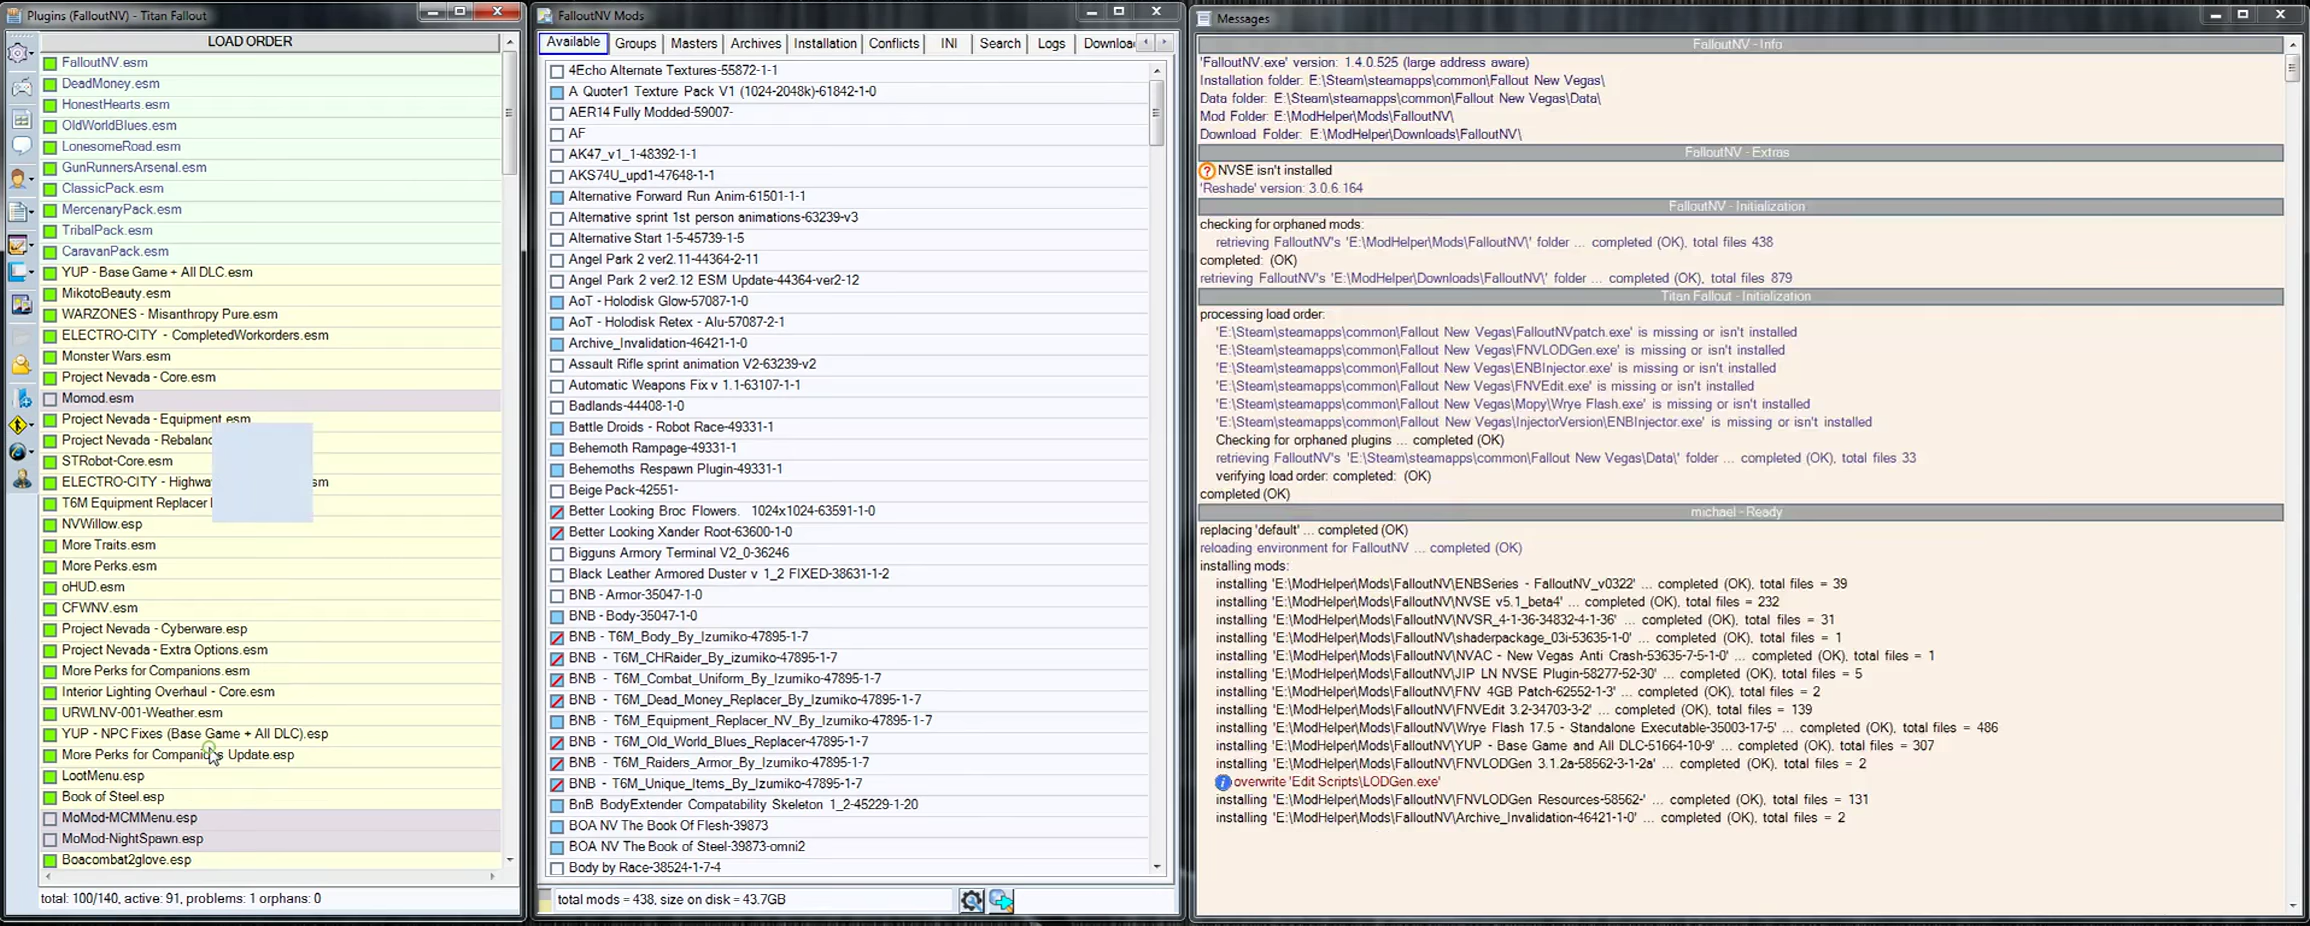 Plugins (FalloutNV) - Titan Fallout
LOAD ORDER
FalloutNV.esm
DeadMoney.esm
HonestHearts.esm
OldWorldBlues.esm
LonesomeRoad.esm
GunRunnersArsenal.esm
ClassicPack.esm
MercenaryPack.esm
TribalPack.esm
CaravanPack.esm
YUP - Base Game + All DLC.esm
MikotoBeauty.esm
WARZONES - Misanthropy Pure.esm
ELECTRO-CITY - CompletedWorkorders.esm
Monster Wars.esm
Project Nevada - Core.esm
Momod.esm
Project Nevada - Equipment.esm
Project Nevada - Rebalanc
STRobot-Core.esm
ELECTRO-CITY - Highwa sm
T6M Equipment Replacer
NVWillow.esp
More Traits.esm
More Perks.esm
oHUD.esm
CFWNV.esm
Project Nevada - Cyberware.esp
Project Nevada - Extra Options.esm
More Perks for Companions.esm
Interior Lighting Overhaul - Core.esm
URWLNV-001-Weather.esm
YUP - NPC Fixes (Base Game + All DLC).esp
More Perks for Companions Update.esp
LootMenu.esp
Book of Steel.esp
MoMod-MCMMenu.esp
MoMod-NightSpawn.esp
Boacombat2glove.esp
total: 100/140, active: 91, problems: 1 orphans: 0
FalloutNV Mods
Available Groups Masters Archives Installation Conflicts INI Search Logs Downloa
4Echo Alternate Textures-55872-1-1
A Quoter1 Texture Pack V1 (1024-2048k)-61842-1-0
AER14 Fully Modded-59007-
AF
AK47_v1_1-48392-1-1
AKS74U_upd1-47648-1-1
Alternative Forward Run Anim-61501-1-1
Alternative sprint 1st person animations-63239-v3
Alternative Start 1-5-45739-1-5
Angel Park 2 ver2.11-44364-2-11
Angel Park 2 ver2.12 ESM Update-44364-ver2-12
AoT - Holodisk Glow-57087-1-0
AoT - Holodisk Retex - Alu-57087-2-1
Archive_Invalidation-46421-1-0
Assault Rifle sprint animation V2-63239-v2
Automatic Weapons Fix v 1.1-63107-1-1
Badlands-44408-1-0
Battle Droids - Robot Race-49331-1
Behemoth Rampage-49331-1
Behemoths Respawn Plugin-49331-1
Beige Pack-42551-
Better Looking Broc Flowers. 1024x1024-63591-1-0
Better Looking Xander Root-63600-1-0
Bigguns Armory Terminal V2_0-36246
Black Leather Armored Duster v 1_2 FIXED-38631-1-2
BNB - Armor-35047-1-0
BNB - Body-35047-1-0
BNB - T6M_Body_By_Izumiko-47895-1-7
BNB - T6M_CHRaider_By_izumiko-47895-1-7
BNB - T6M_Combat_Uniform_By_Izumiko-47895-1-7
BNB - T6M_Dead_Money_Replacer_By_Izumiko-47895-1-7
BNB - T6M_Equipment_Replacer_NV_By_Izumiko-47895-1-7
BNB - T6M_Old_World_Blues_Replacer-47895-1-7
BNB - T6M_Raiders_Armor_By_Izumiko-47895-1-7
BNB - T6M_Unique_Items_By_Izumiko-47895-1-7
BnB BodyExtender Compatability Skeleton 1_2-45229-1-20
BOA NV The Book Of Flesh-39873
BOA NV The Book of Steel-39873-omni2
Body by Race-38524-1-7-4
total mods = 438, size on disk = 43.7GB
Messages
FalloutNV - Info
'FalloutNV.exe' version: 1.4.0.525 (large address aware)
Installation folder: E:\Steam\steamapps\common\Fallout New Vegas\
Data folder: E:\Steam\steamapps\common\Fallout New Vegas\Data\
Mod Folder: E:\ModHelper\Mods\FalloutNV\
Download Folder: E:\ModHelper\Downloads\FalloutNV\
FalloutNV - Extras
NVSE isn't installed
'Reshade' version: 3.0.6.164
FalloutNV - Initialization
checking for orphaned mods:
retrieving FalloutNV's 'E:\ModHelper\Mods\FalloutNV\' folder ... completed (OK), total files 438
completed: (OK)
retrieving FalloutNV's 'E:\ModHelper\Downloads\FalloutNV\' folder ... completed (OK), total files 879
Titan Fallout - Initialization
processing load order:
'E:\Steam\steamapps\common\Fallout New Vegas\FalloutNVpatch.exe' is missing or isn't installed
'E:\Steam\steamapps\common\Fallout New Vegas\FNVLODGen.exe' is missing or isn't installed
'E:\Steam\steamapps\common\Fallout New Vegas\ENBInjector.exe' is missing or isn't installed
'E:\Steam\steamapps\common\Fallout New Vegas\FNVEdit.exe' is missing or isn't installed
'E:\Steam\steamapps\common\Fallout New Vegas\Mopy\Wrye Flash.exe' is missing or isn't installed
'E:\Steam\steamapps\common\Fallout New Vegas\InjectorVersion\ENBInjector.exe' is missing or isn't installed
Checking for orphaned plugins ... completed (OK)
retrieving FalloutNV's 'E:\Steam\steamapps\common\Fallout New Vegas\Data\' folder ... completed (OK), total files 33
verifying load order: completed: (OK)
completed (OK)
michael - Ready
replacing 'default' ... completed (OK)
reloading environment for FalloutNV ... completed (OK)
installing mods:
installing 'E:\ModHelper\Mods\FalloutNV\ENBSeries - FalloutNV_v0322' ... completed (OK), total files = 39
installing 'E:\ModHelper\Mods\FalloutNV\NVSE v5.1_beta4' ... completed (OK), total files = 232
installing 'E:\ModHelper\Mods\FalloutNV\NVSR_4-1-36-34832-4-1-36' ... completed (OK), total files = 31
installing 'E:\ModHelper\Mods\FalloutNV\shaderpackage_03i-53635-1-0' ... completed (OK), total files = 1
installing 'E:\ModHelper\Mods\FalloutNV\NVAC - New Vegas Anti Crash-53635-7-5-1-0' ... completed (OK), total files = 1
installing 'E:\ModHelper\Mods\FalloutNV\JIP LN NVSE Plugin-58277-52-30' ... completed (OK), total files = 5
installing 'E:\ModHelper\Mods\FalloutNV\FNV 4GB Patch-62552-1-3' ... completed (OK), total files = 2
installing 'E:\ModHelper\Mods\FalloutNV\FNVEdit 3.2-34703-3-2' ... completed (OK), total files = 139
installing 'E:\ModHelper\Mods\FalloutNV\Wrye Flash 17.5 - Standalone Executable-35003-17-5' ... completed (OK), total files = 486
installing 'E:\ModHelper\Mods\FalloutNV\YUP - Base Game and All DLC-51664-10-9' ... completed (OK), total files = 307
installing 'E:\ModHelper\Mods\FalloutNV\FNVLODGen 3.1.2a-58562-3-1-2a' ... completed (OK), total files = 2
overwrite 'Edit Scripts\LODGen.exe'
installing 'E:\ModHelper\Mods\FalloutNV\FNVLODGen Resources-58562-' ... completed (OK), total files = 131
installing 'E:\ModHelper\Mods\FalloutNV\Archive_Invalidation-46421-1-0' ... completed (OK), total files = 2